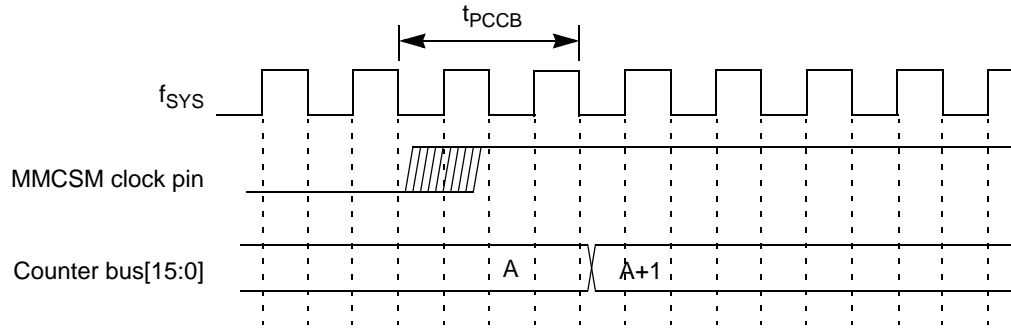 tPCCB
fSYS
MMCSM clock pin
Counter bus[15:0]
A
A+1